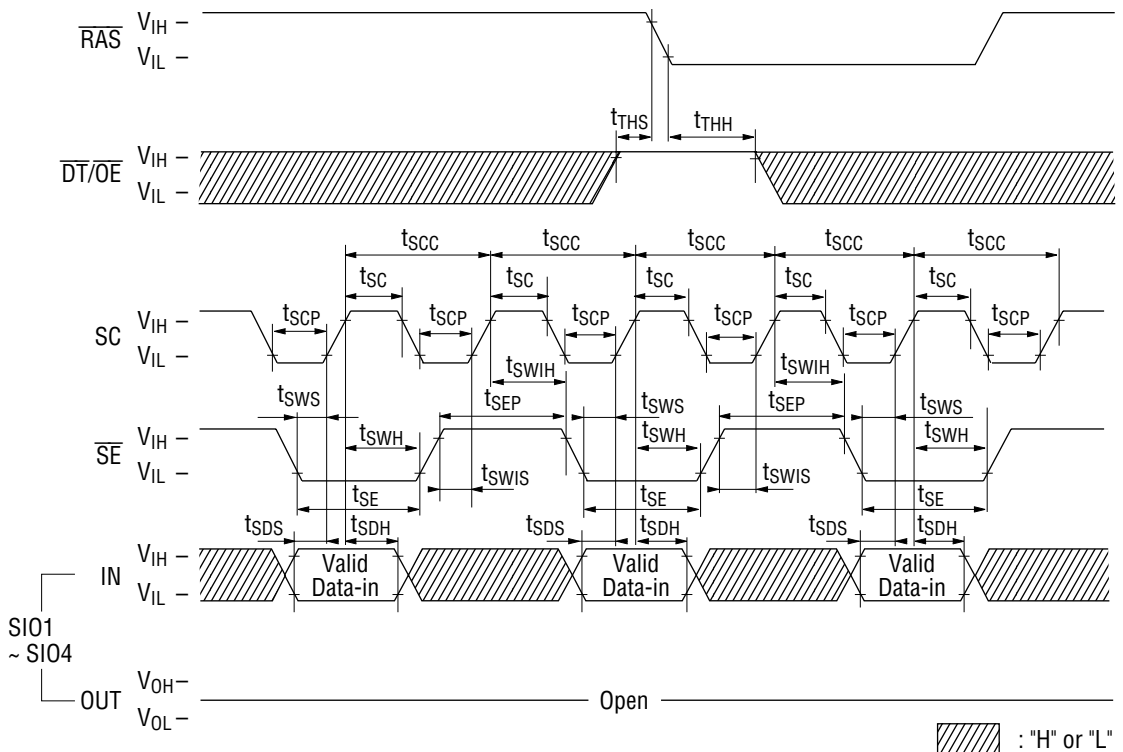 RAS VIH
VIL
tTHS tTHH
DT/OE VIH
VIL
tSCC tSCC tSCC tSCC tSCC
tSC tSC tSC tSC tSC
tSCP tSCP tSCP tSCP tSCP tSCP
SC VIH
VIL
tSWIH tSWIH
tSWS tSEP tSWS tSEP tSWS
SE VIH
VIL
tSWH tSWH tSWH
tSWIS tSWIS
tSE tSE tSE
tSDS tSDH tSDS tSDH tSDS tSDH
IN VIH
VIL
Valid Data-in Valid Data-in Valid Data-in
SIO1
~ SIO4
OUT VOH
VOL
Open
: "H" or "L"